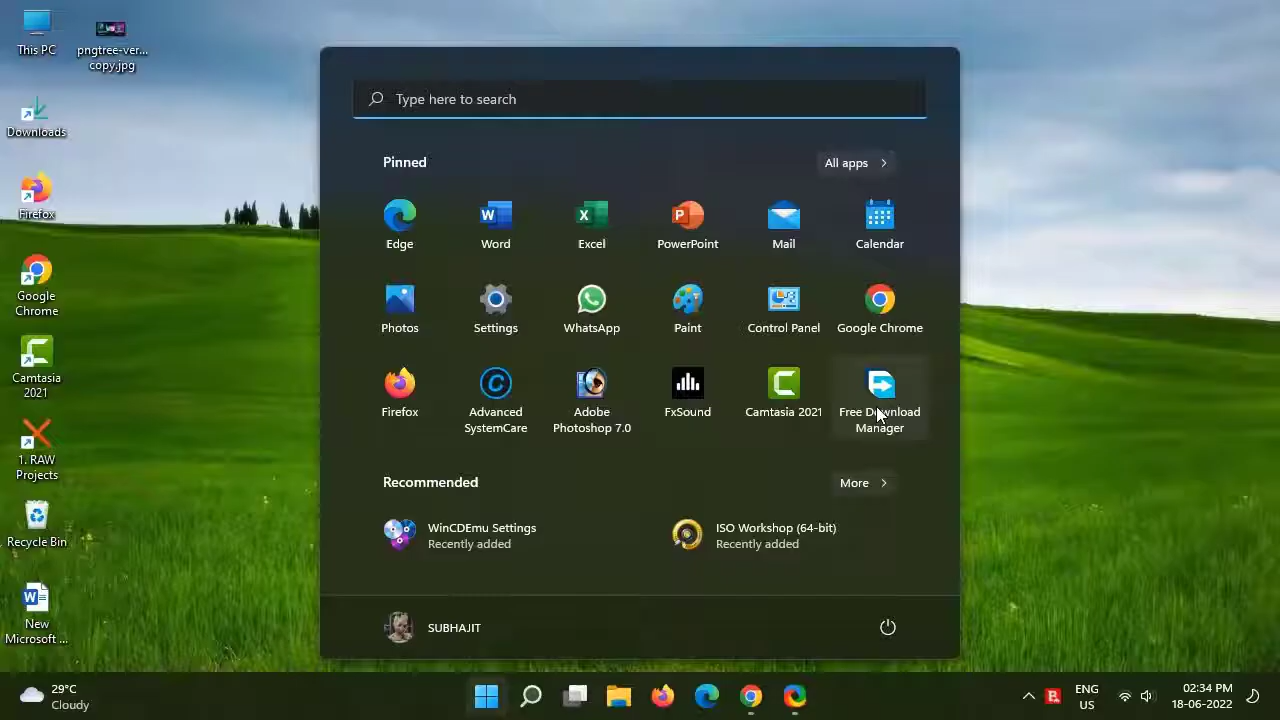 This PC
pngtree-ver...
copy.jpg
Downloads
Firefox
Google
Chrome
Camtasia
2021
1. RAW
Projects
Recycle Bin
New
Microsoft ...
Type here to search
Pinned
All apps
Edge
Word
Excel
PowerPoint
Mail
Calendar
Photos
Settings
WhatsApp
Paint
Control Panel
Google Chrome
Firefox
Advanced
SystemCare
Adobe
Photoshop 7.0
FxSound
Camtasia 2021
Free Download
Manager
Recommended
More
WinCDEmu Settings
Recently added
ISO Workshop (64-bit)
Recently added
SUBHAJIT
29°C
Cloudy
ENG
US
02:34 PM
18-06-2022